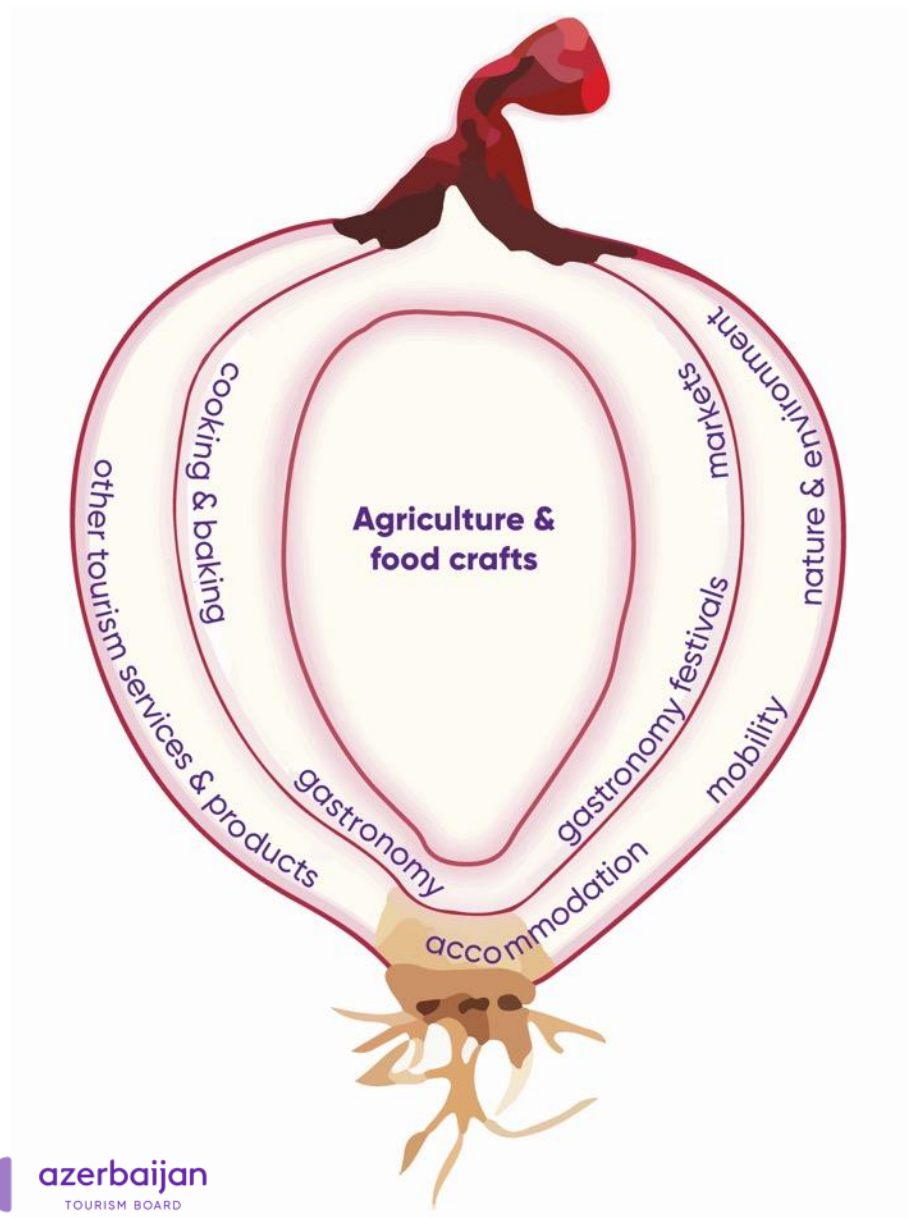 nature & environment
markets
cooking & baking
other tourism services & products
Agriculture &
food crafts
gastronomy festivals
mobility
gastronomy
accommodation
azerbaijan
TOURISM BOARD